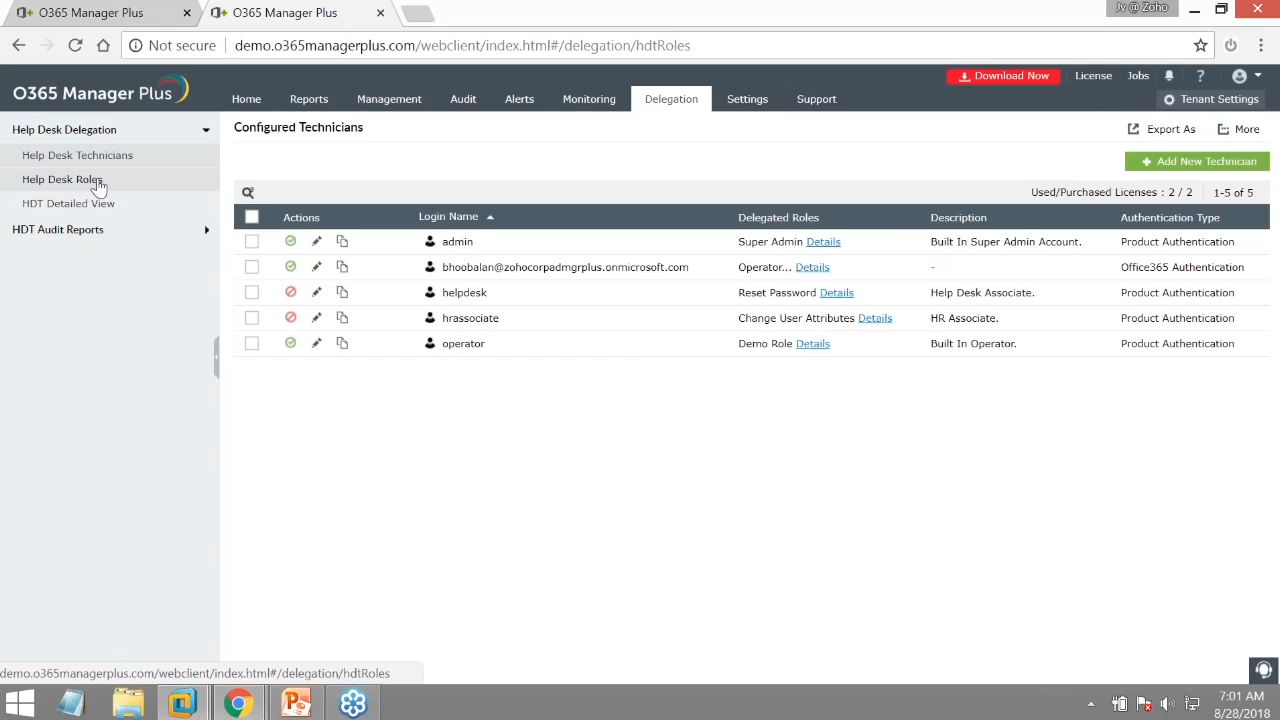 O365 Manager Plus
O365 Manager Plus
Jv @ Zoho
Not secure demo.o365managerplus.com/webclient/index.html#/delegation/hdtRoles
Download Now License Jobs ?
O365 Manager Plus
Home Reports Management Audit Alerts Monitoring Delegation Settings Support
Tenant Settings
Help Desk Delegation
Help Desk Technicians
Help Desk Roles
HDT Detailed View
HDT Audit Reports
Configured Technicians
Export As More
+ Add New Technician
Used/Purchased Licenses : 2 / 2 1-5 of 5
Actions Login Name Delegated Roles Description Authentication Type
admin Super Admin Details Built In Super Admin Account. Product Authentication
bhoobalan@zohocorpadmgrplus.onmicrosoft.com Operator... Details - Office365 Authentication
helpdesk Reset Password Details Help Desk Associate. Product Authentication
hrassociate Change User Attributes Details HR Associate. Product Authentication
operator Demo Role Details Built In Operator. Product Authentication
demo.o365managerplus.com/webclient/index.html#/delegation/hdtRoles
7:01 AM
8/28/2018